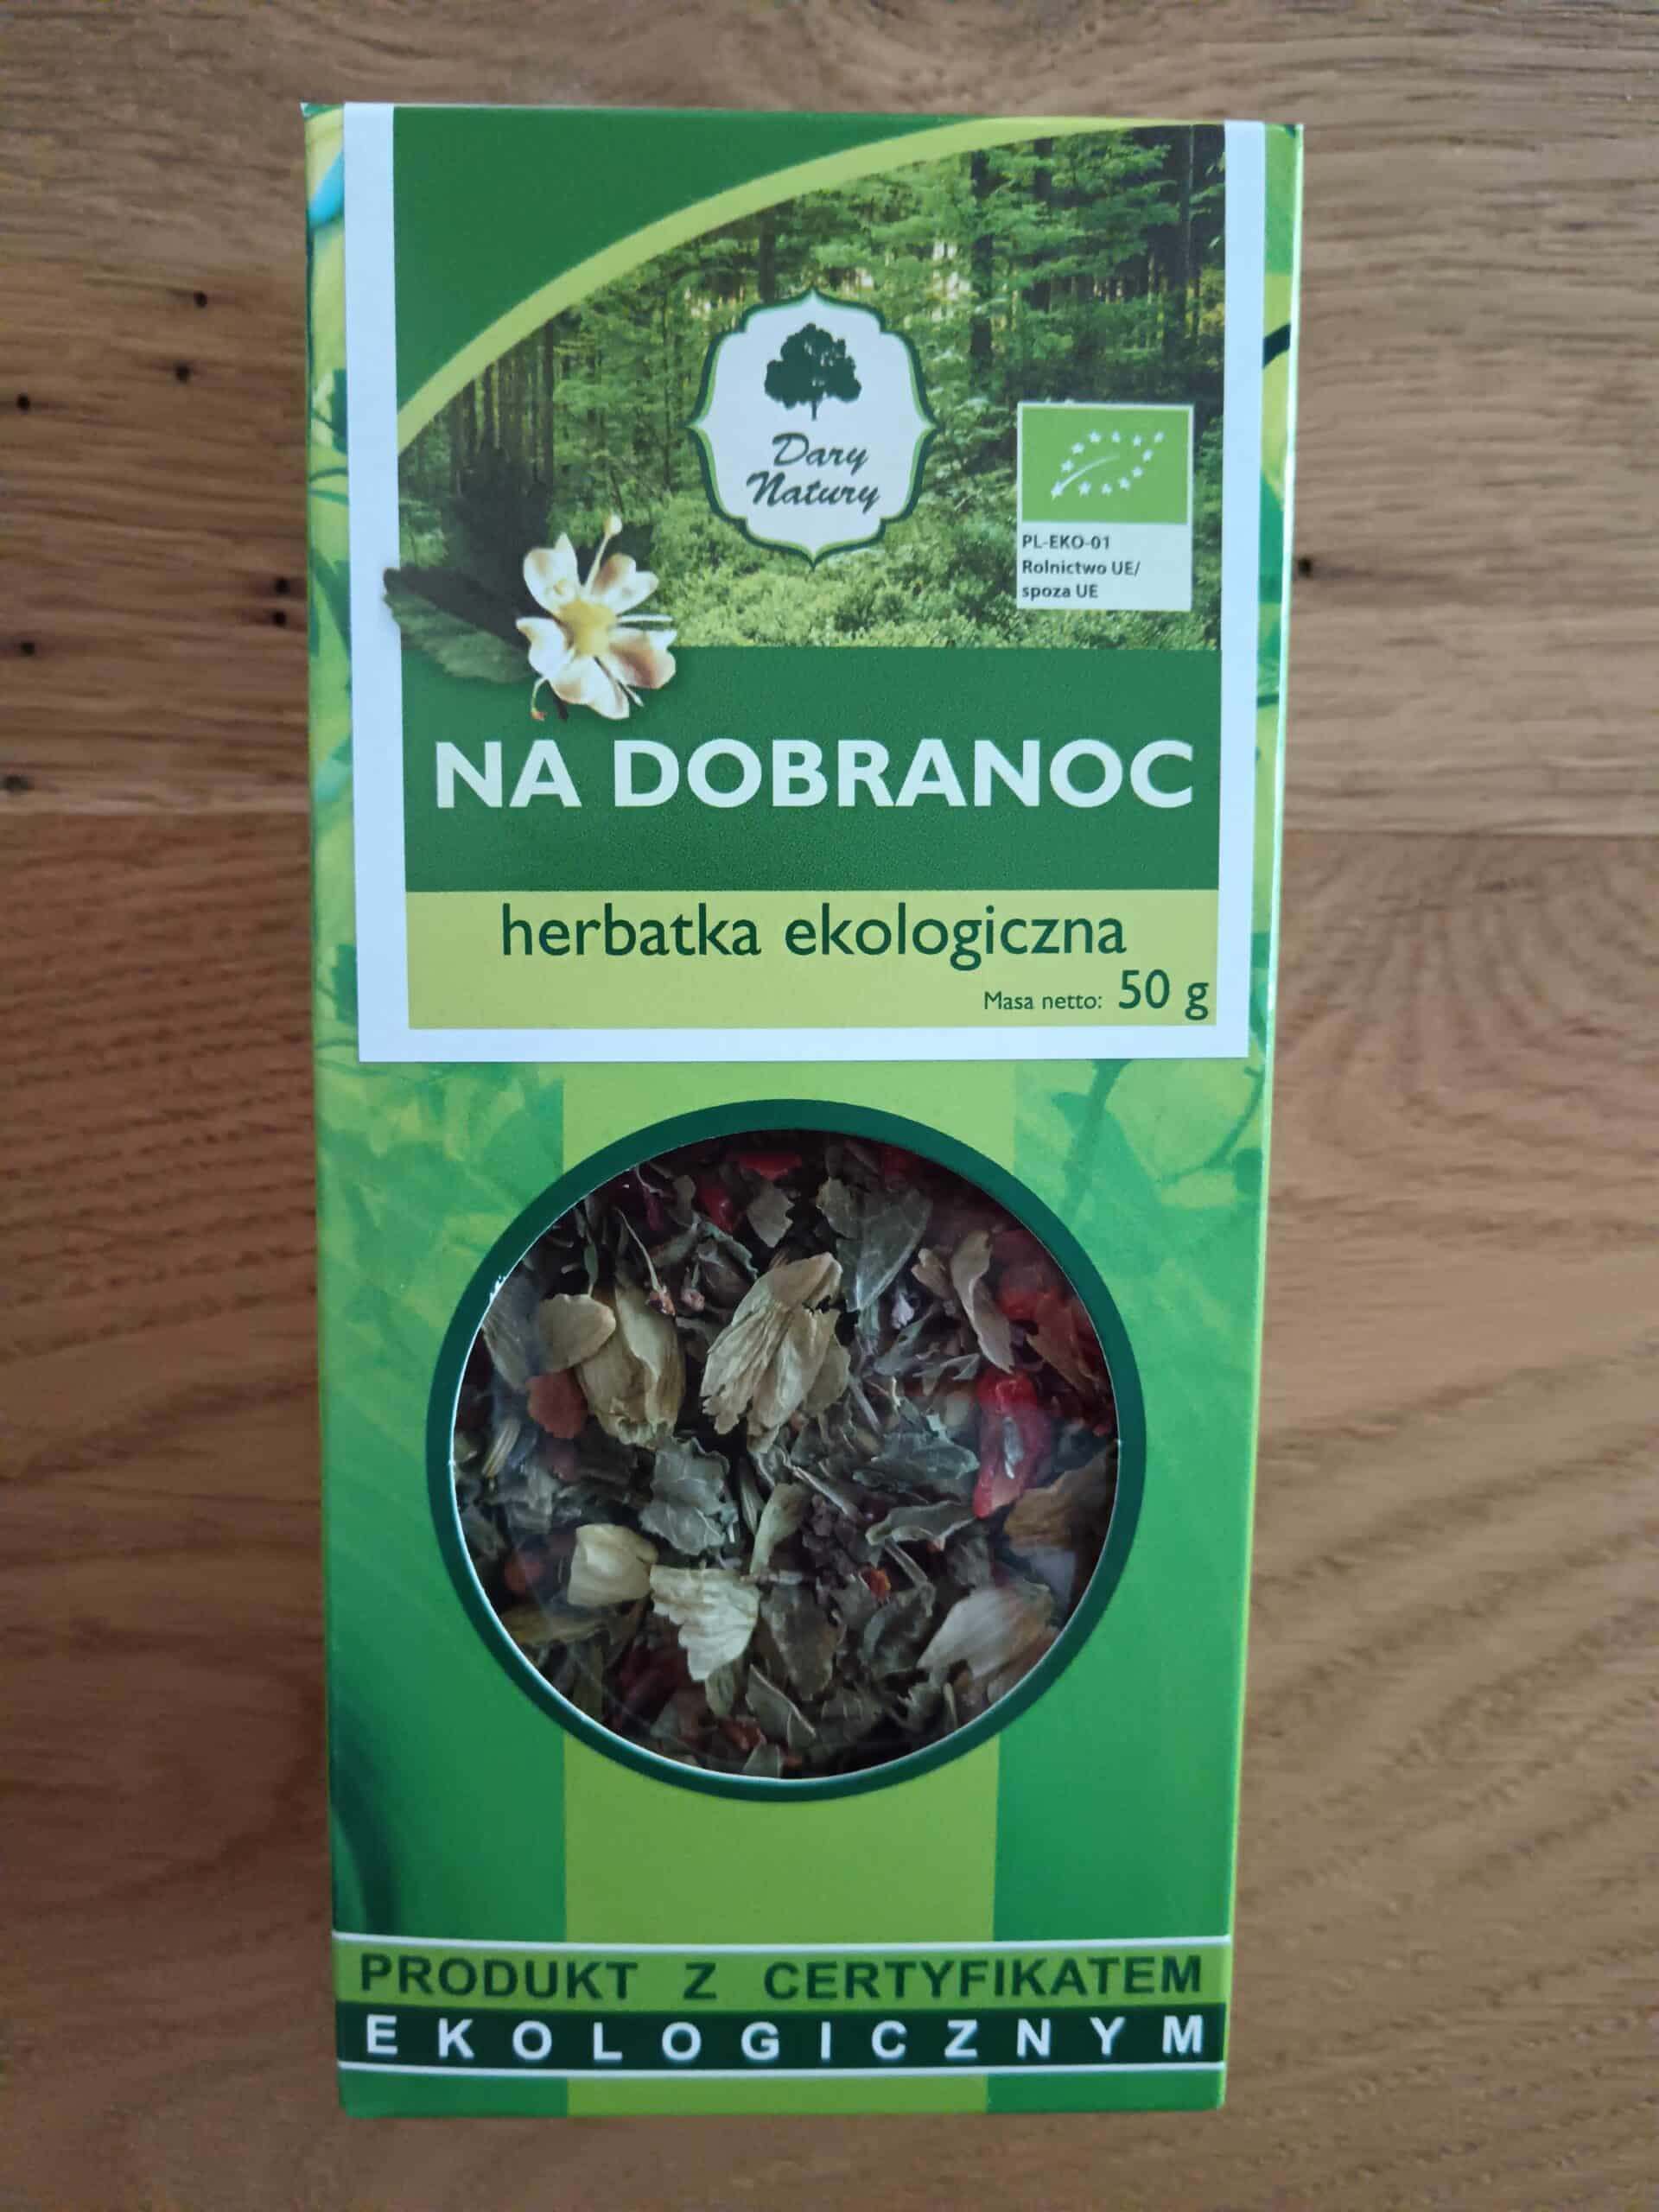 Dary
Natury
PL-EKO-01
Rolnictwo UE/
spoza UE
NA DOBRANOC
herbatka ekologiczna
Masa netto: 50 g
PRODUKT Z CERTYFIKATEM
EKOLOGICZNYM